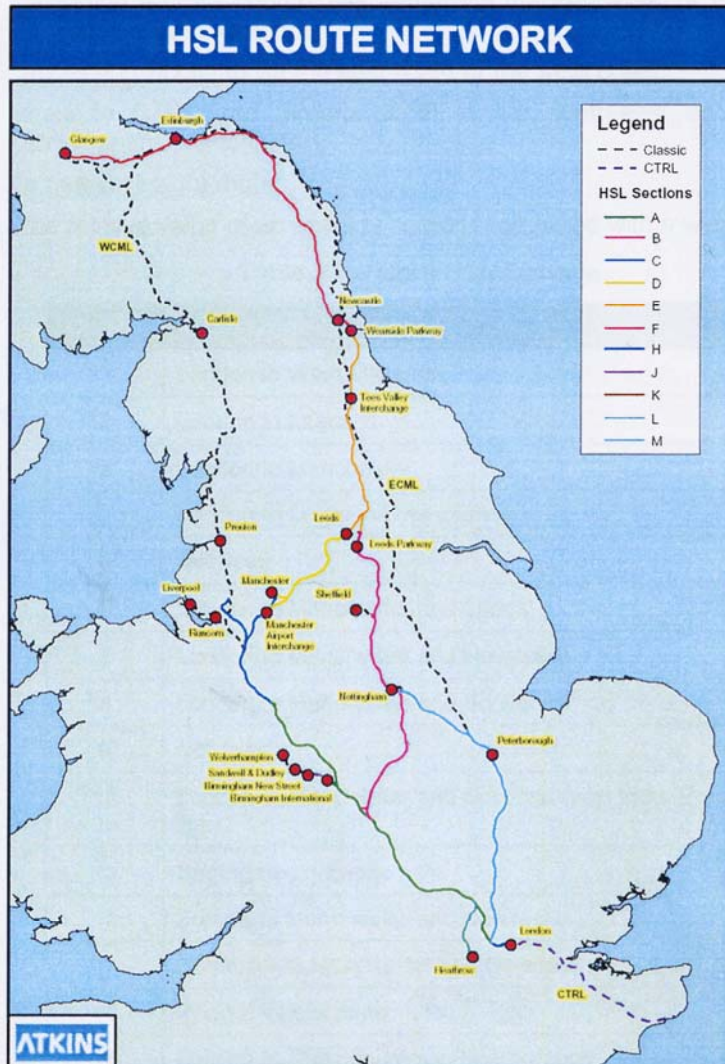 HSL ROUTE NETWORK
Legend
Classic
CTRL
HSL Sections
A
B
C
D
E
F
H
J
K
L
M
Edinburgh
Glasgow
WCML
Newcastle
Carlisle
Wearside Parkway
Tees Valley
Interchange
ECML
Leeds
Preston
Leeds Parkway
Manchester
Liverpool
Sheffield
Runcorn
Manchester
Airport
Interchange
Nottingham
Peterborough
Wolverhampton
Sandwell & Dudley
Birmingham New Street
Birmingham International
London
Heathrow
CTRL
ATKINS